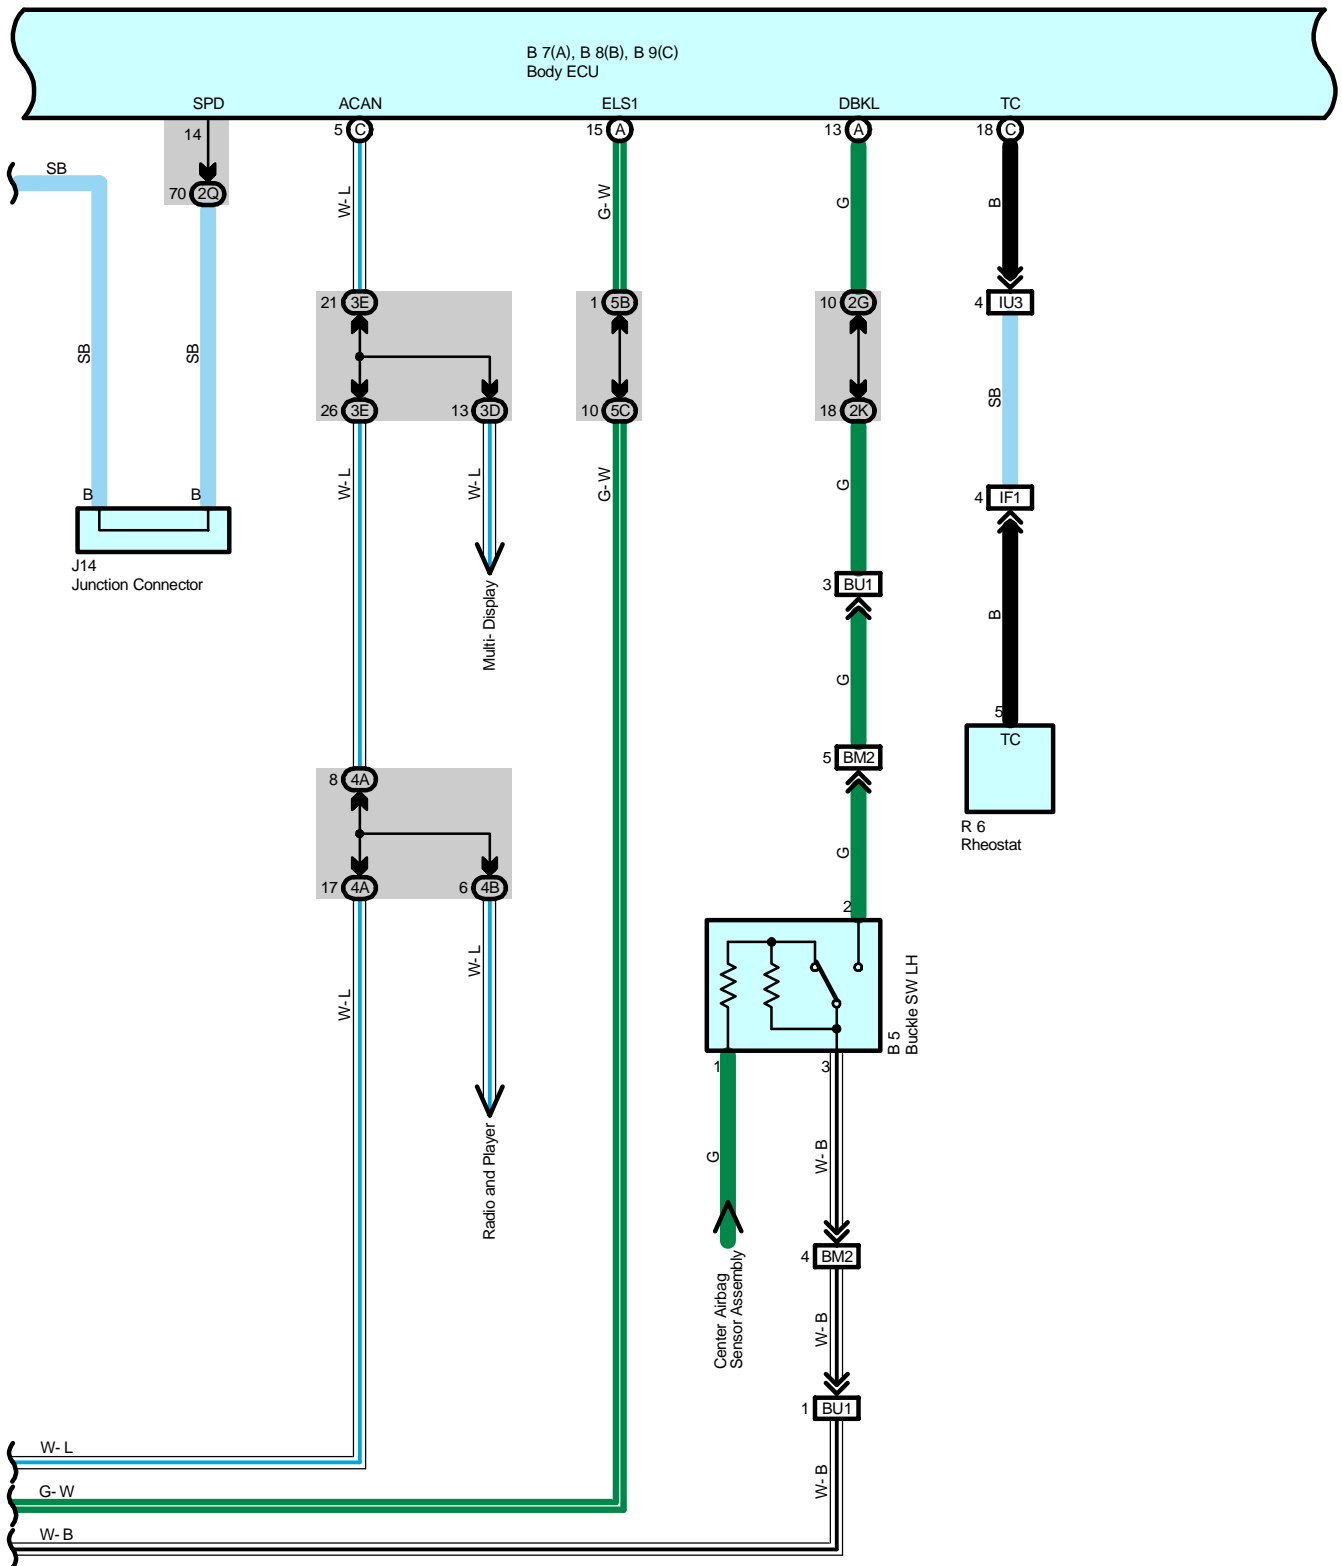 B 7(A), B 8(B), B 9(C)
Body ECU
SPD
ACAN
ELS1
DBKL
TC
14
5 C
15 A
13 A
18 C
SB
70 2Q
W- L
G- W
G
B
21 3E
1 5B
10 2G
4 IU3
SB
SB
SB
26 3E
13 3D
10 5C
18 2K
W- L
W- L
G- W
G
4 IF1
B
B
J14
Junction Connector
Multi- Display
3 BU1
B
G
5
TC
5 BM2
8 4A
R 6
Rheostat
G
17 4A
6 4B
2
W- L
W- L
B 5
Buckle SW LH
1
3
G
W- B
Radio and Player
4 BM2
Center Airbag
Sensor Assembly
W- B
1 BU1
W- L
W- B
G- W
W- B